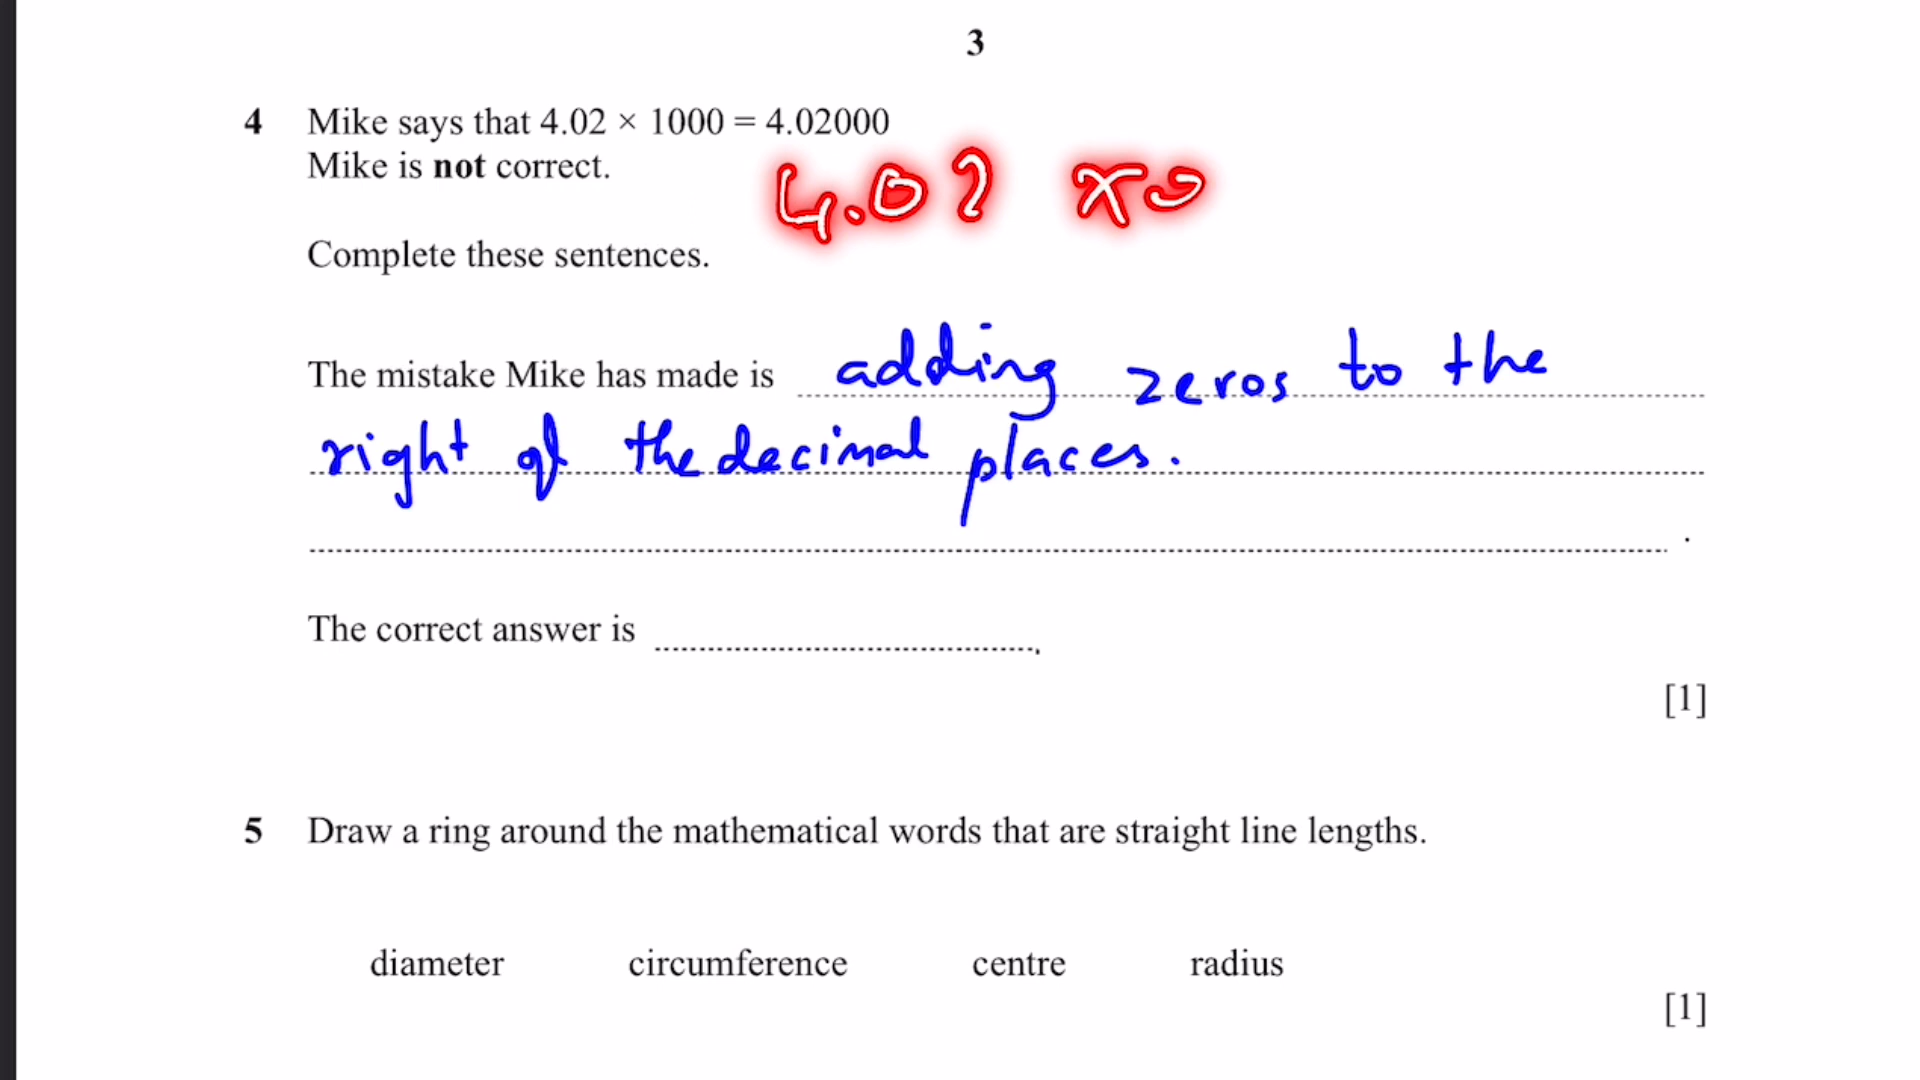 3
4 Mike says that 4.02 × 1000 = 4.02000
Mike is not correct.
4.02 x
Complete these sentences.
The mistake Mike has made is adding zeros to the
right of the decimal places.
The correct answer is
[1]
5 Draw a ring around the mathematical words that are straight line lengths.
diameter circumference centre radius
[1]